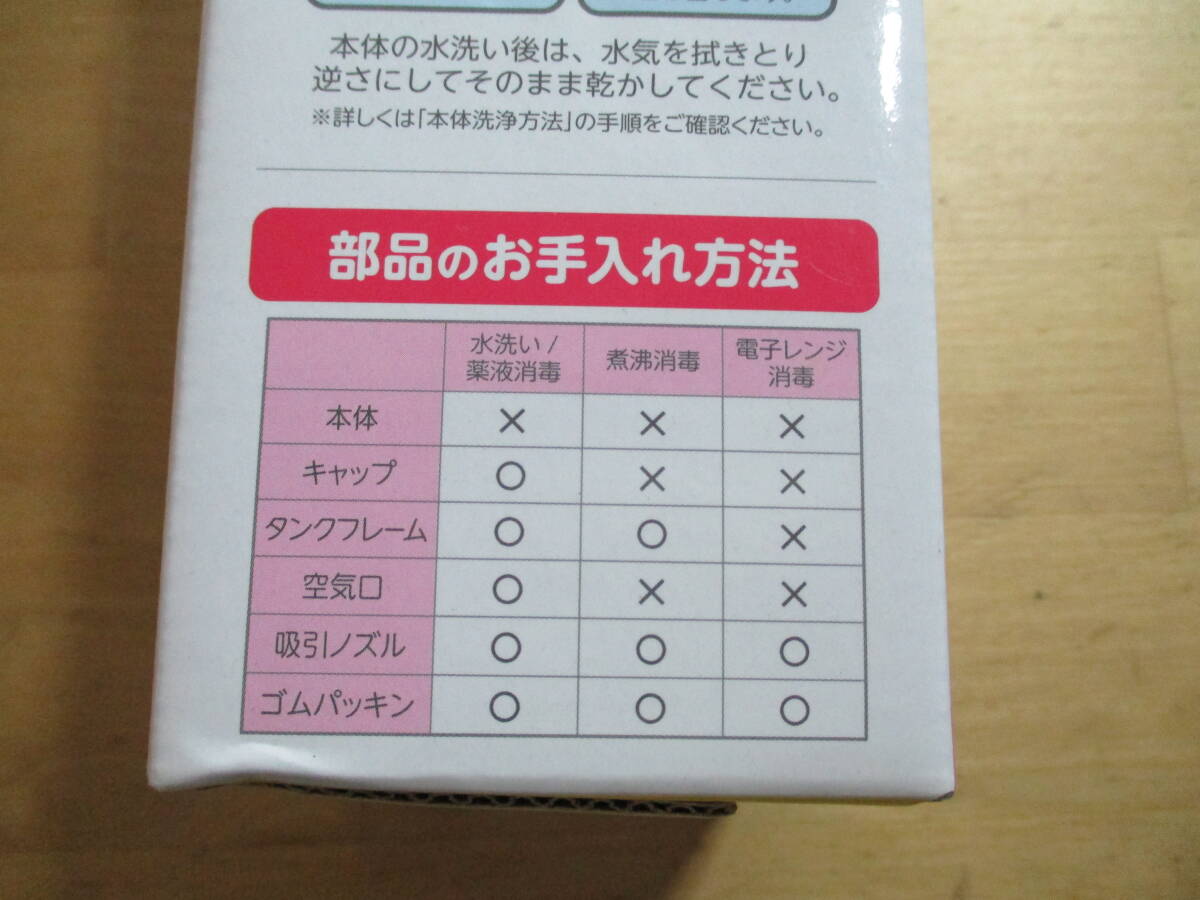 本体の水洗い後は、水気を拭きとり
逆さにしてそのまま乾かしてください。
※詳しくは「本体洗浄方法」の手順をご確認ください。
部品のお手入れ方法
水洗い/
薬液消毒
煮沸消毒
電子レンジ
消毒
本体 × × ×
キャップ ○ × ×
タンクフレーム ○ ○ ×
空気口 ○ × ×
吸引ノズル ○ ○ ○
ゴムパッキン ○ ○ ○